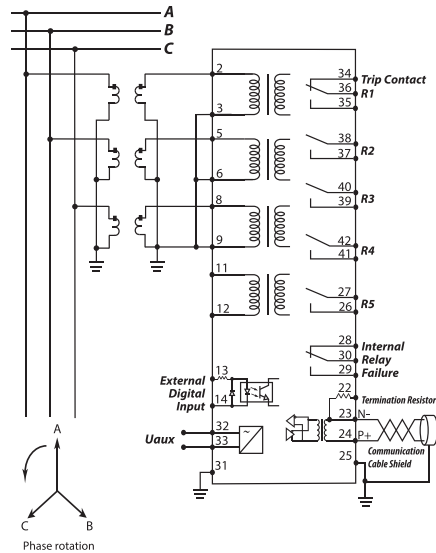 A
B
C
2
3
5
6
8
9
11
12
34
Trip Contact
36
R1
35
38
R2
37
40
R3
39
42
R4
41
27
R5
26
28
Internal
30
Relay
29
Failure
13
External
Digital
14
Input
22
Termination Resistor
23
N-
24
P+
Communication
Cable Shield
25
32
Uaux
33
~
31
A
C
B
Phase rotation